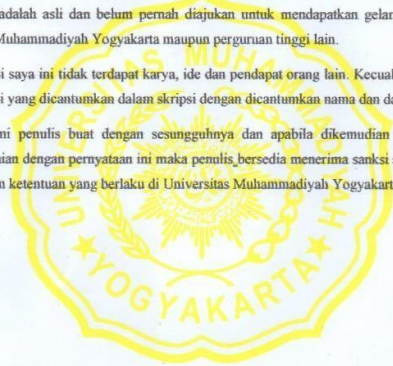 adalah asli dan belum pernah diajukan untuk mendapatkan gelar
Muhammadiyah Yogyakarta maupun perguruan tinggi lain.
si saya ini tidak terdapat karya, ide dan pendapat orang lain. Kecual
si yang dicantumkan dalam skripsi dengan dicantumkan nama dan da
ni penulis buat dengan sesungguhnya dan apabila dikemudian
aian dengan pernyataan ini maka penulis bersedia menerima sanksi
n ketentuan yang berlaku di Universitas Muhammadiyah Yogyakart
UNIVERSITAS MUHAMMADIYAH
YOGYAKARTA